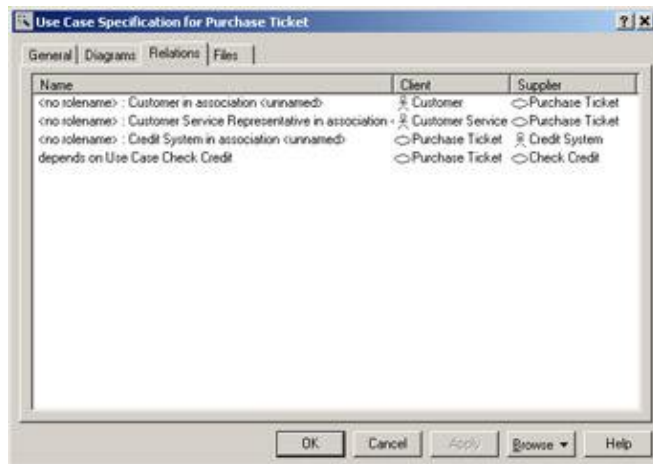 Use Case Specification for Purchase Ticket
General Diagrams Relations Files
Name Client Supplier
<no rolename> : Customer in association <unnamed> Customer Purchase Ticket
<no rolename> : Customer Service Representative in association < Customer Service Purchase Ticket
<no rolename> : Credit System in association <unnamed> Purchase Ticket Credit System
depends on Use Case Check Credit Purchase Ticket Check Credit
OK Cancel Apply Browse Help